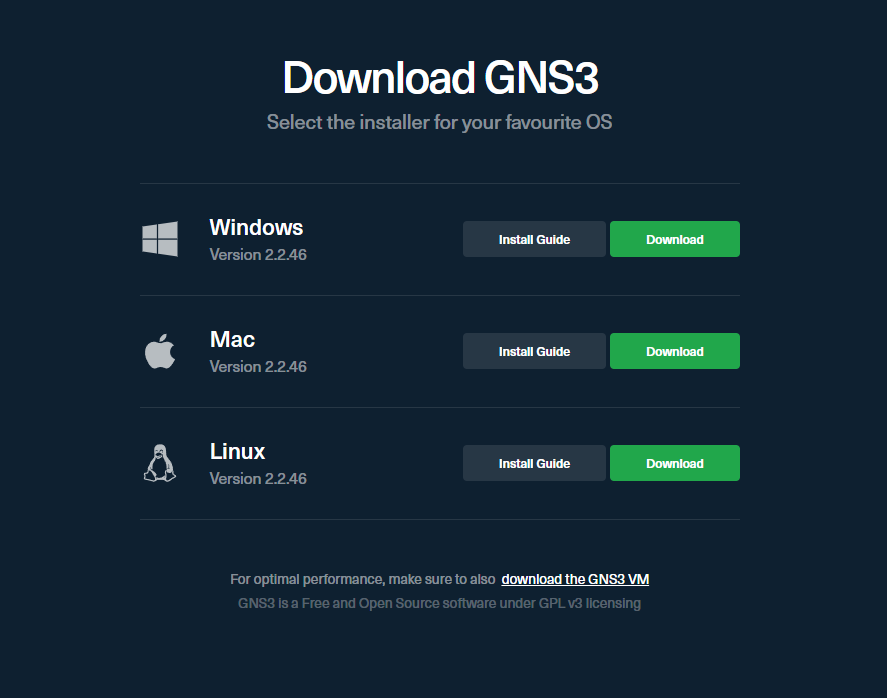 Download GNS3
Select the installer for your favourite OS
Windows
Version 2.2.46
Install Guide
Download
Mac
Version 2.2.46
Install Guide
Download
Linux
Version 2.2.46
Install Guide
Download
For optimal performance, make sure to also download the GNS3 VM
GNS3 is a Free and Open Source software under GPL v3 licensing